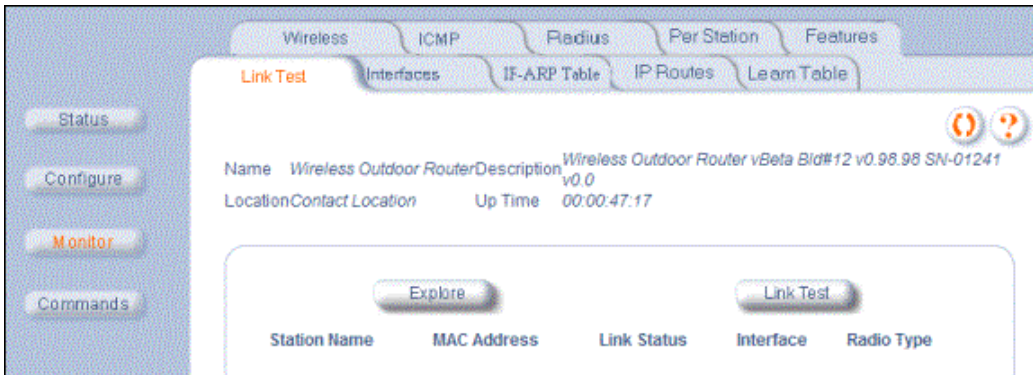 Wireless ICMP Radius Per Station Features
Link Test Interfaces IF-ARP Table IP Routes Learn Table
Status
Configure
Monitor
Commands
?
Name Wireless Outdoor Router Description Wireless Outdoor Router vBeta Bld#12 v0.98.98 SN-01241
v0.0
Location Contact Location Up Time 00:00:47:17
Explore Link Test
Station Name MAC Address Link Status Interface Radio Type